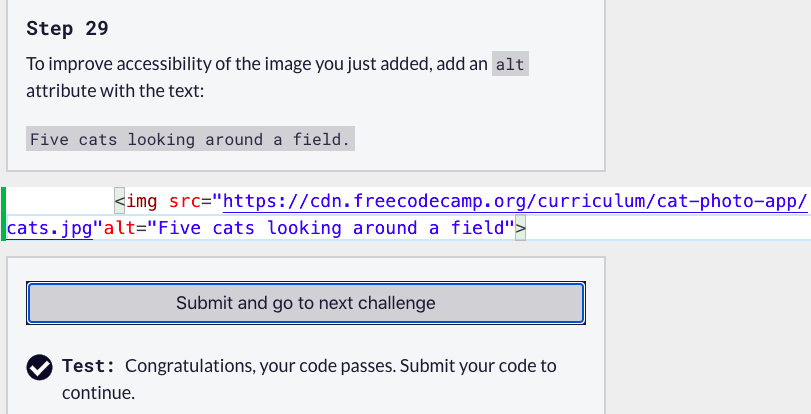 Step 29
To improve accessibility of the image you just added, add an alt
attribute with the text:
Five cats looking around a field.
<img src="https://cdn.freecodecamp.org/curriculum/cat-photo-app/
cats.jpg"alt="Five cats looking around a field">
Submit and go to next challenge
Test: Congratulations, your code passes. Submit your code to
continue.